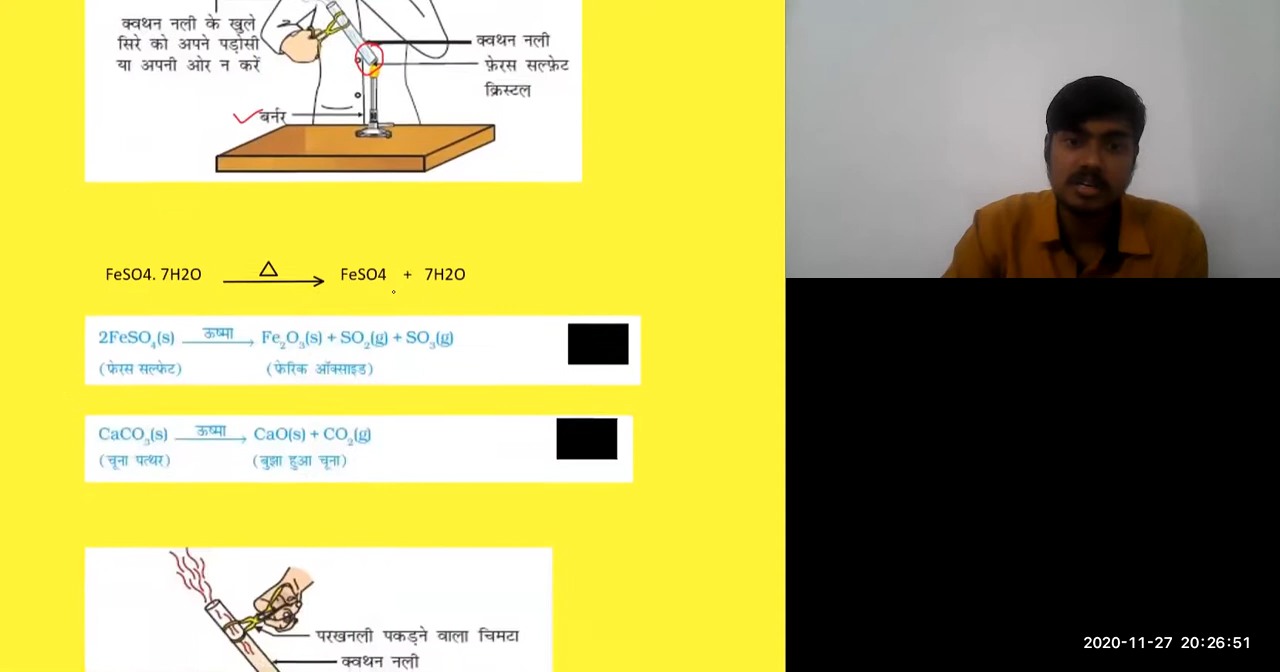 क्वथन नली के खुले
सिरे को अपने पड़ोसी
या अपनी ओर न करें
क्वथन नली
फ़ेरस सल्फ़ेट
क्रिस्टल
बर्नर
FeSO4. 7H2O △ FeSO4 + 7H2O
2FeSO₄(s) ऊष्मा Fe₂O₃(s) + SO₂(g) + SO₃(g)
(फेरस सल्फेट) (फेरिक ऑक्साइड)
CaCO₃(s) ऊष्मा CaO(s) + CO₂(g)
(चूना पत्थर) (बुझा हुआ चूना)
परखनली पकड़ने वाला चिमटा
क्वथन नली
2020-11-27 20:26:51